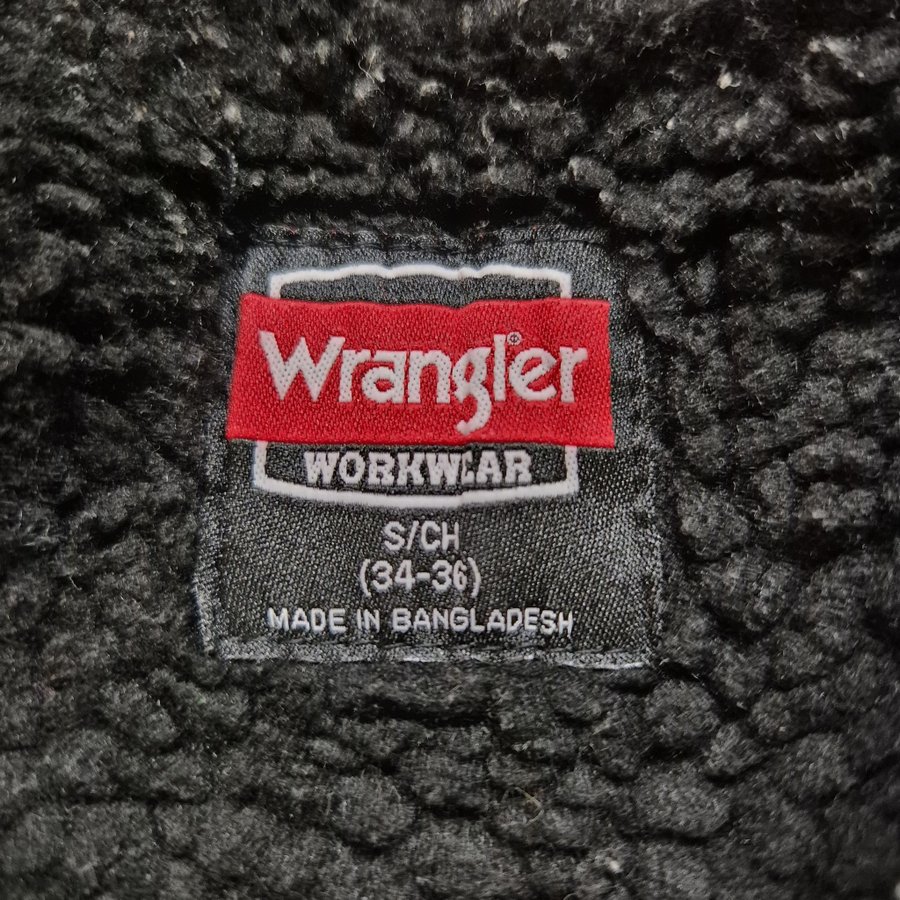 Wrangler®
WORKWEAR
S/CH
(34-36)
MADE IN BANGLADESH